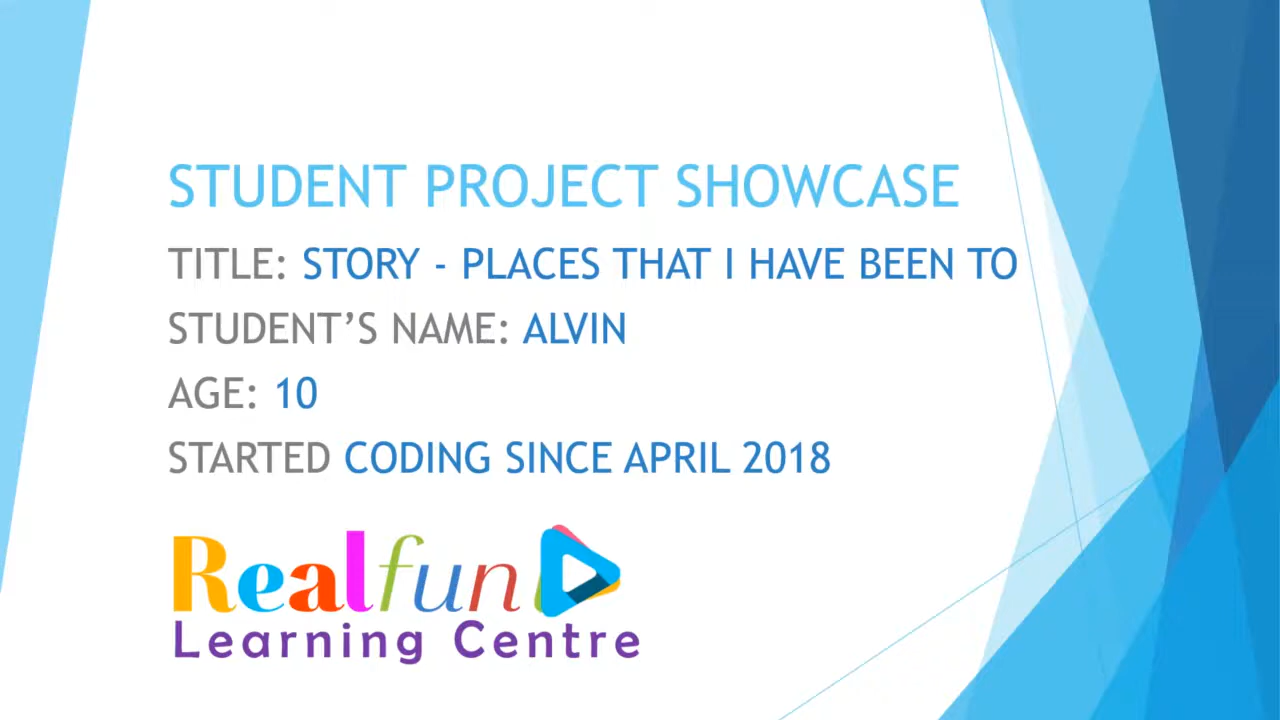 STUDENT PROJECT SHOWCASE
TITLE: STORY - PLACES THAT I HAVE BEEN TO
STUDENT’S NAME: ALVIN
AGE: 10
STARTED CODING SINCE APRIL 2018
Realfun
Learning Centre